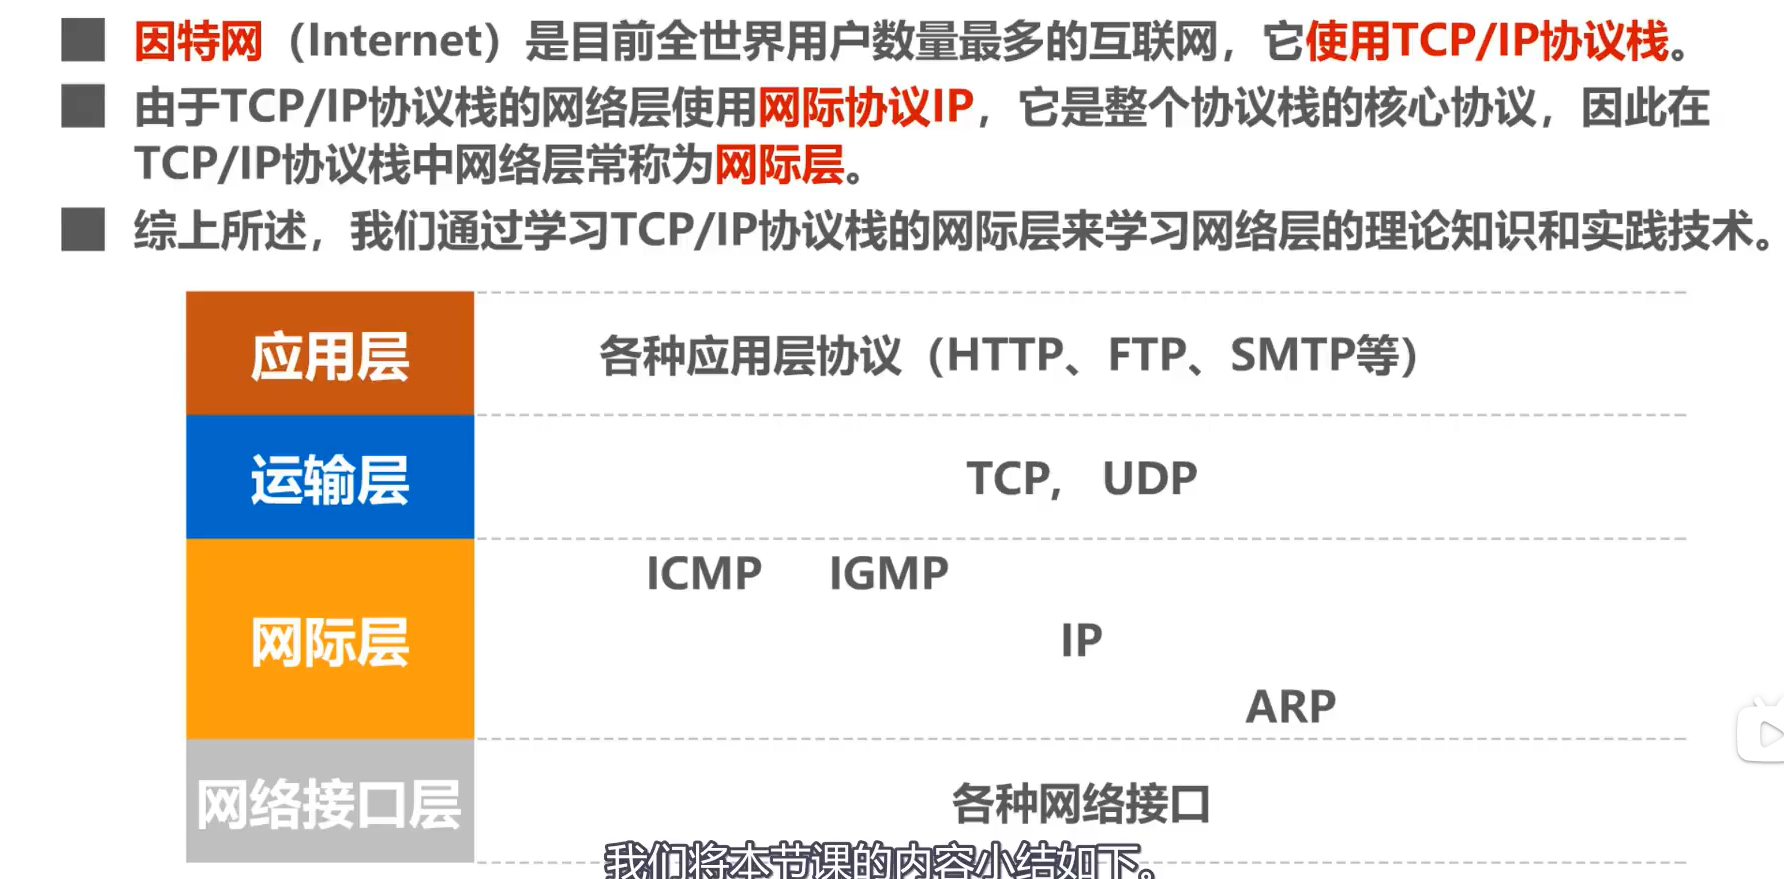 因特网（Internet）是目前全世界用户数量最多的互联网，它使用TCP/IP协议栈。
由于TCP/IP协议栈的网络层使用网际协议IP，它是整个协议栈的核心协议，因此在
TCP/IP协议栈中网络层常称为网际层。
综上所述，我们通过学习TCP/IP协议栈的网际层来学习网络层的理论知识和实践技术。
应用层 各种应用层协议（HTTP、FTP、SMTP等）
运输层 TCP, UDP
ICMP IGMP
网际层 IP
ARP
网络接口层 各种网络接口
我们将本节课的内容小结如下。